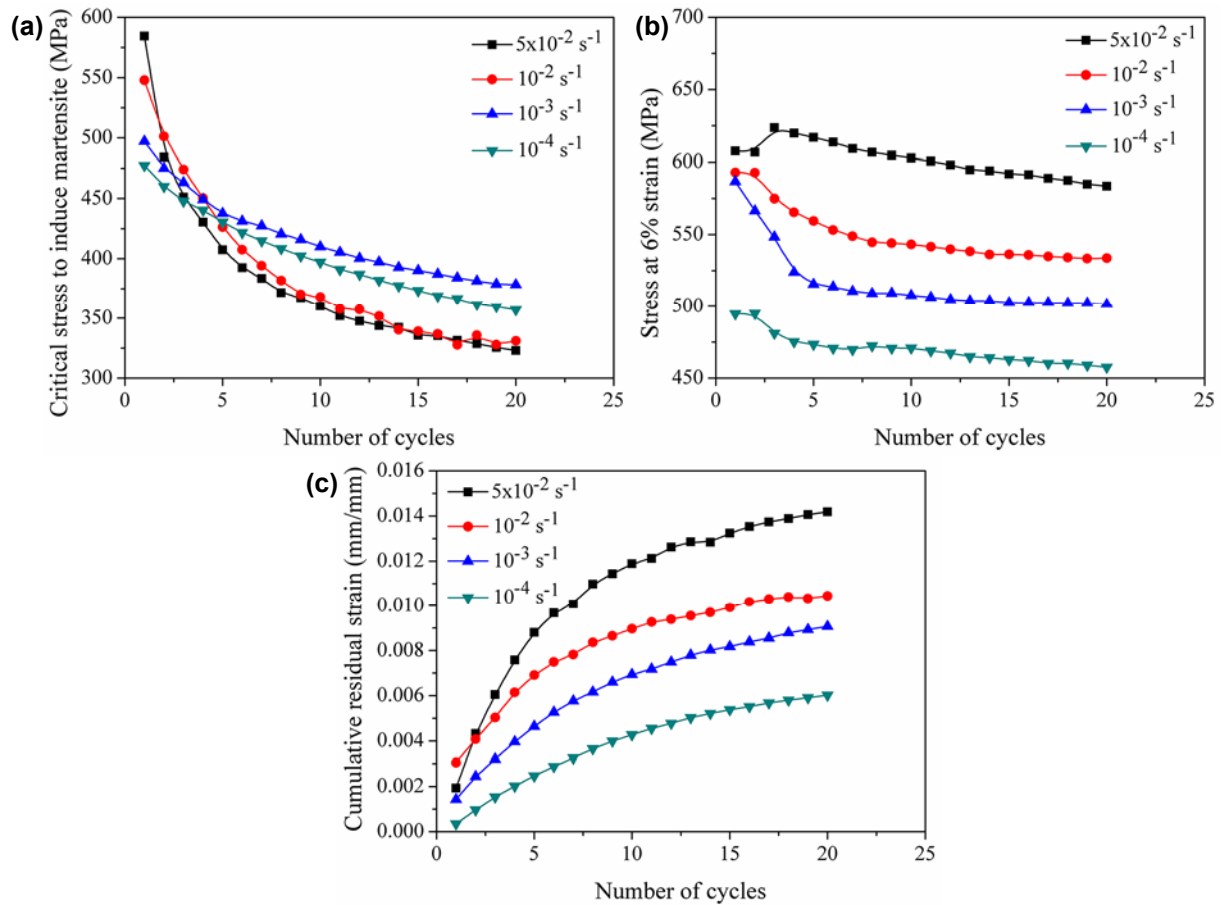 (a)
Critical stress to induce martensite (MPa)
600
550
500
450
400
350
300
0 5 10 15 20 25
Number of cycles
5x10⁻² s⁻¹
10⁻² s⁻¹
10⁻³ s⁻¹
10⁻⁴ s⁻¹
(b)
Stress at 6% strain (MPa)
700
650
600
550
500
450
0 5 10 15 20 25
Number of cycles
5x10⁻² s⁻¹
10⁻² s⁻¹
10⁻³ s⁻¹
10⁻⁴ s⁻¹
(c)
Cumulative residual strain (mm/mm)
0.016
0.014
0.012
0.010
0.008
0.006
0.004
0.002
0.000
0 5 10 15 20 25
Number of cycles
5x10⁻² s⁻¹
10⁻² s⁻¹
10⁻³ s⁻¹
10⁻⁴ s⁻¹